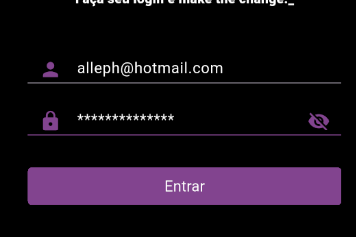 Faça seu login e make the change!_
alleph@hotmail.com
**************
Entrar